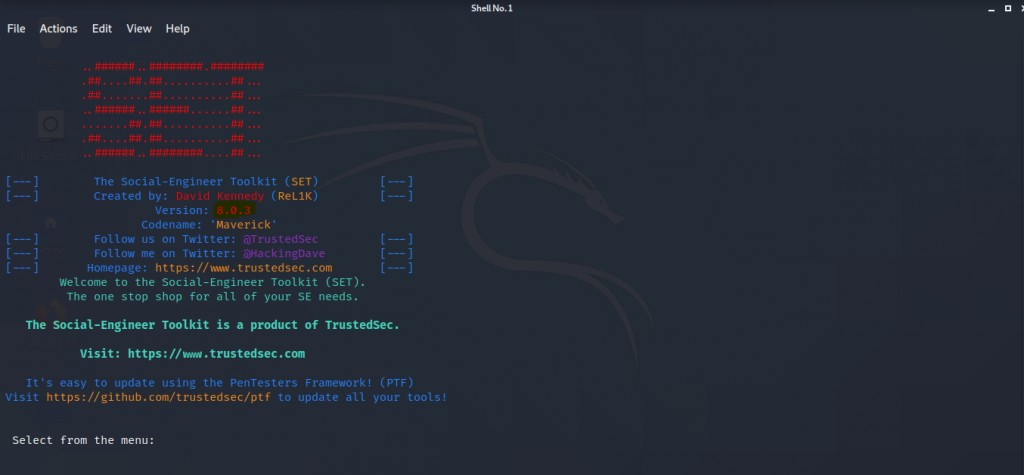 Shell No. 1
File Actions Edit View Help
..######..########.########
.##....##.##..........##...
.##.......##..........##...
..######..######......##...
.......##.##..........##...
.##....##.##..........##...
..######..########....##...
[---] The Social-Engineer Toolkit (SET) [---]
[---] Created by: David Kennedy (ReL1K) [---]
Version: 8.0.3
Codename: 'Maverick'
[---] Follow us on Twitter: @TrustedSec [---]
[---] Follow me on Twitter: @HackingDave [---]
[---] Homepage: https://www.trustedsec.com [---]
Welcome to the Social-Engineer Toolkit (SET).
The one stop shop for all of your SE needs.
The Social-Engineer Toolkit is a product of TrustedSec.
Visit: https://www.trustedsec.com
It's easy to update using the PenTesters Framework! (PTF)
Visit https://github.com/trustedsec/ptf to update all your tools!
Select from the menu: